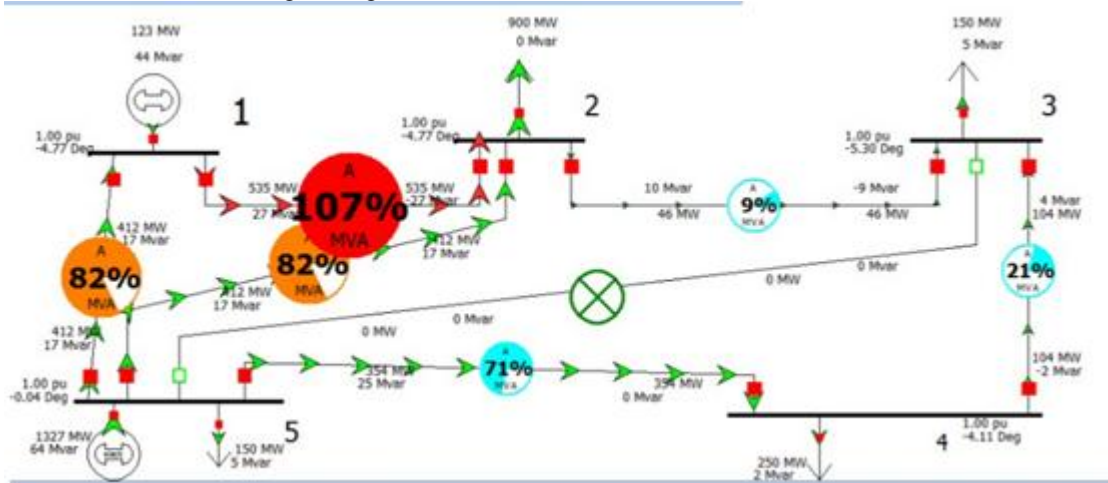 123 MW
44 Mvar
1
1.00 pu
-4.77 Deg
900 MW
0 Mvar
2
1.00 pu
-4.77 Deg
150 MW
5 Mvar
3
1.00 pu
-5.30 Deg
535 MW
27 Mvar
A
107%
MVA
535 MW
-27 Mvar
10 Mvar
46 MW
A
9%
MVA
-9 Mvar
46 MW
4 Mvar
104 MW
412 MW
17 Mvar
A
82%
MVA
412 MW
17 Mvar
A
82%
MVA
412 MW
17 Mvar
412 MW
17 Mvar
0 MW
0 Mvar
0 MW
0 Mvar
A
21%
MVA
104 MW
-2 Mvar
354 MW
25 Mvar
A
71%
MVA
354 MW
0 Mvar
1.00 pu
-0.04 Deg
5
1327 MW
64 Mvar
150 MW
5 Mvar
1.00 pu
-4.11 Deg
4
250 MW
2 Mvar